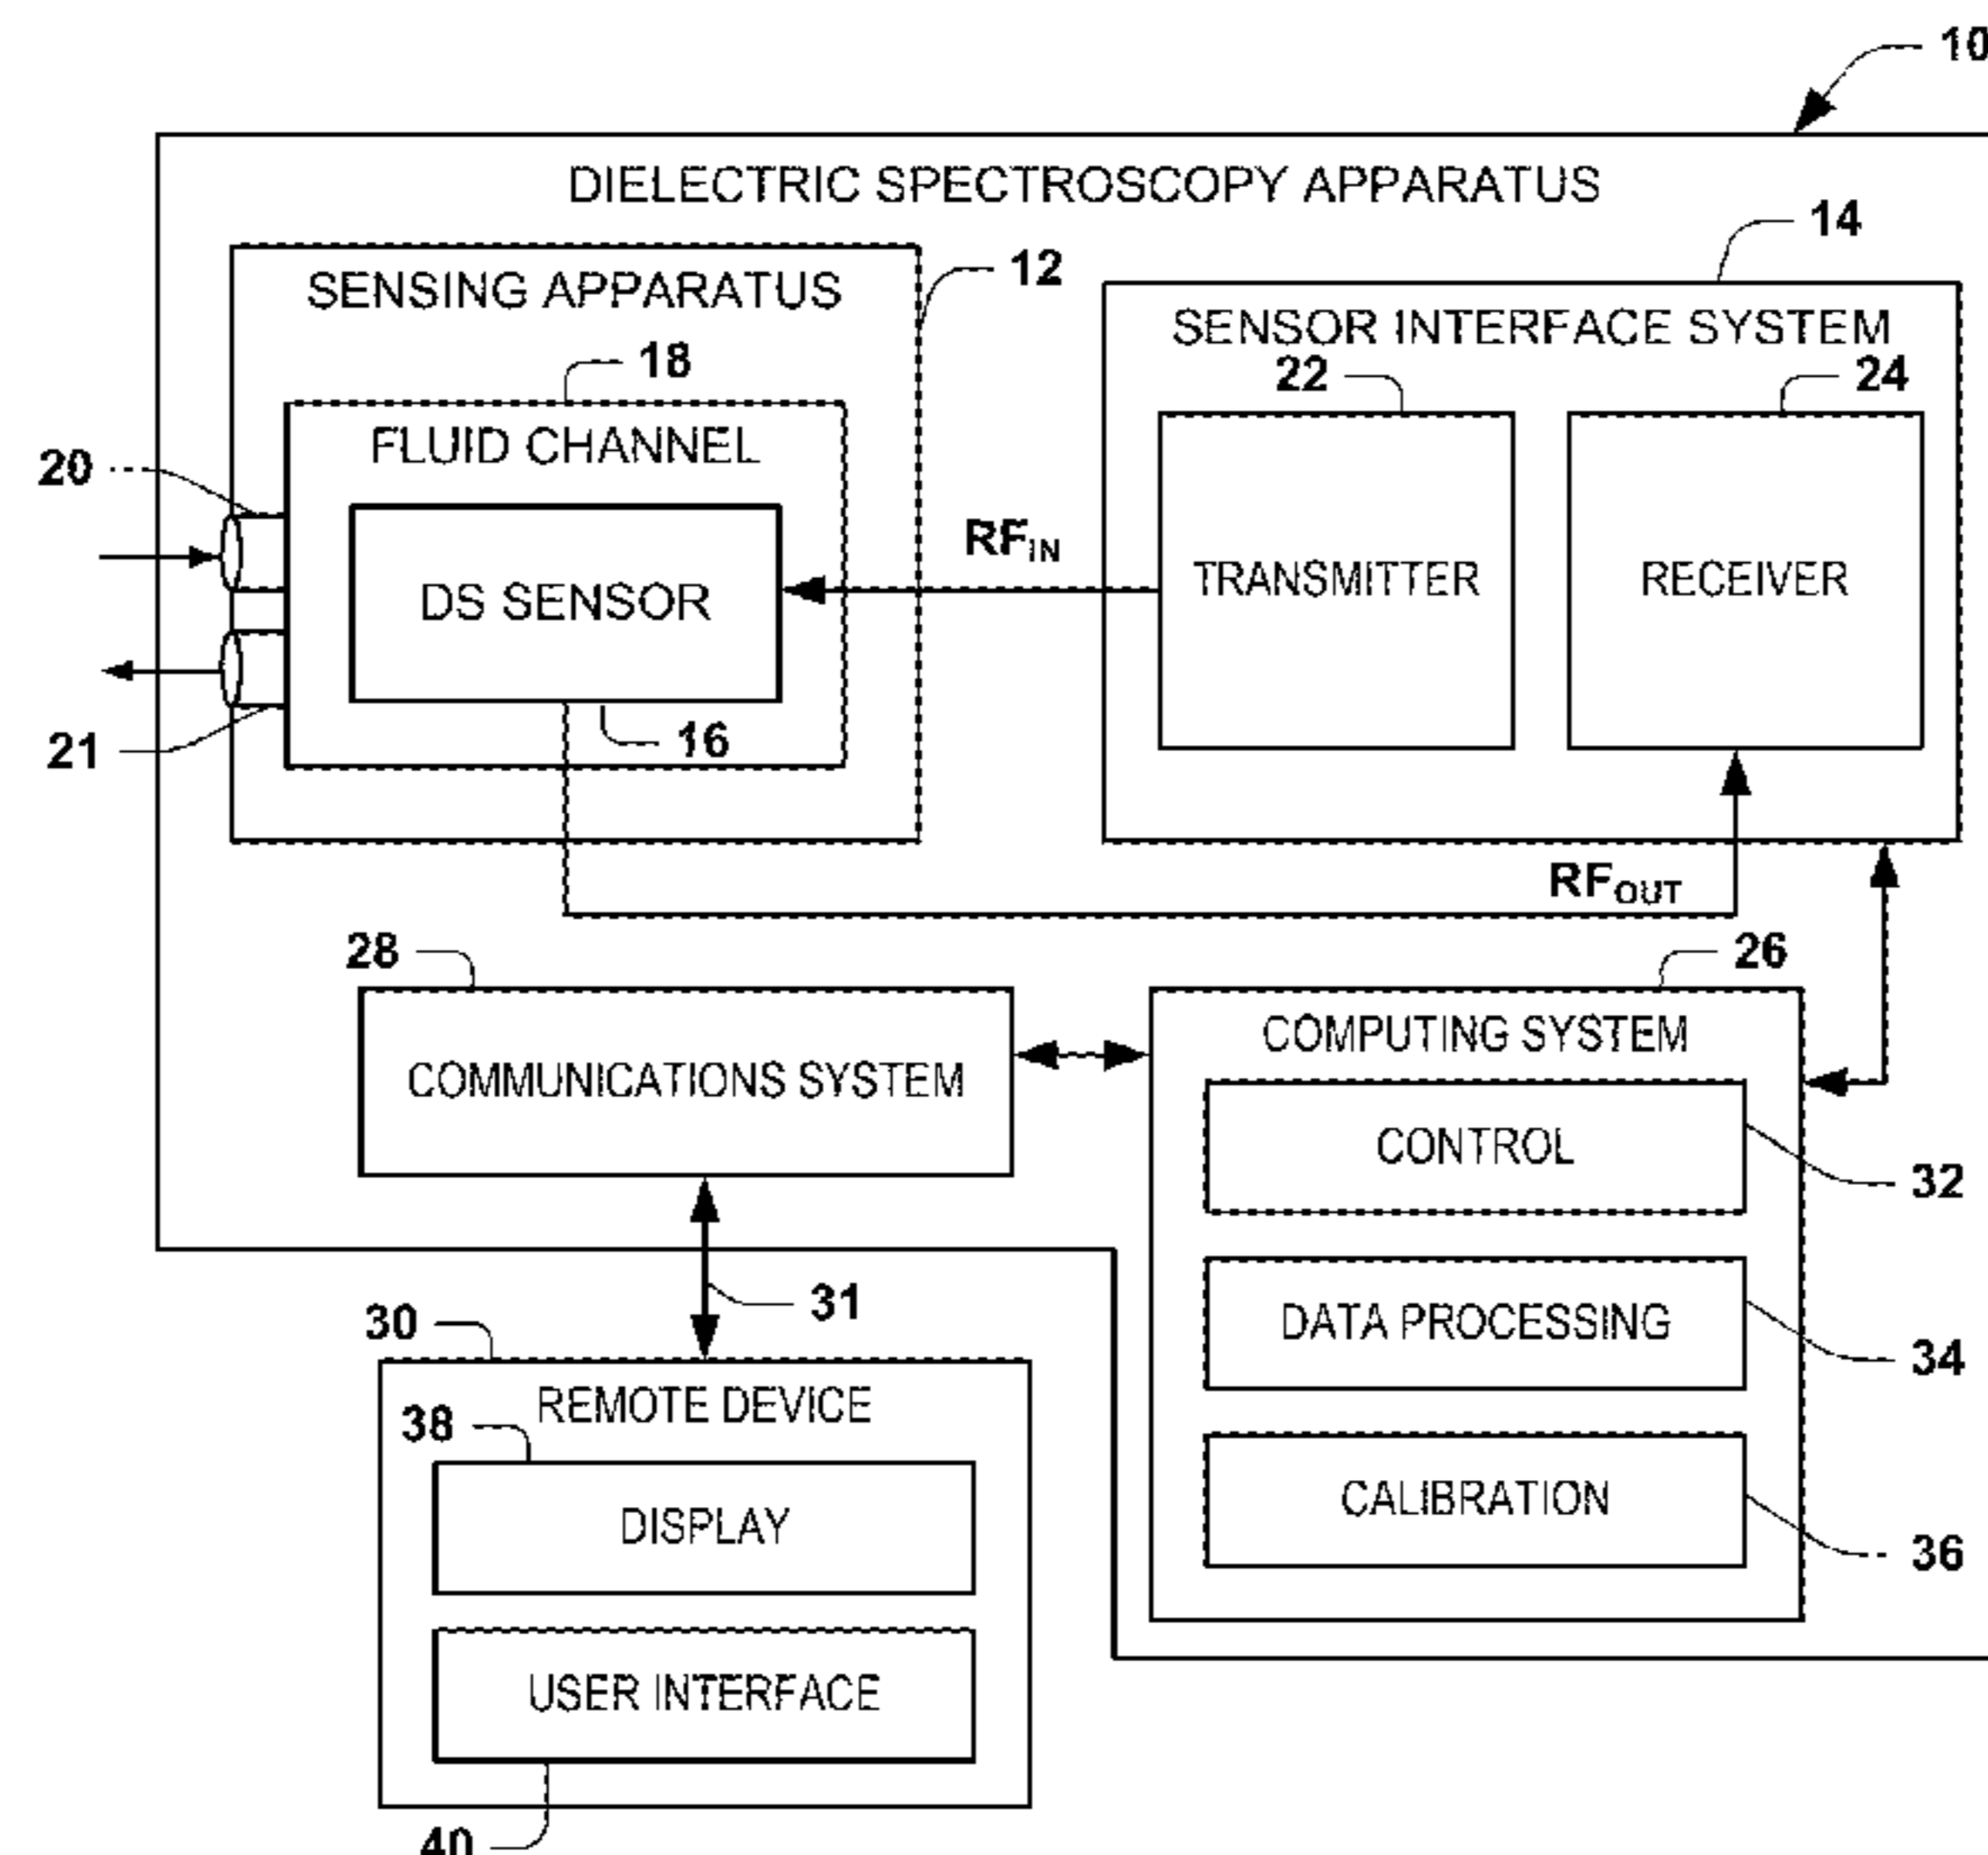 10
DIELECTRIC SPECTROSCOPY APPARATUS
14
12
SENSING APPARATUS
SENSOR INTERFACE SYSTEM
18
22
24
FLUID CHANNEL
20
RFIN
DS SENSOR
TRANSMITTER
RECEIVER
16
21
RFOUT
28
26
COMPUTING SYSTEM
COMMUNICATIONS SYSTEM
CONTROL
32
31
30
DATA PROCESSING
34
REMOTE DEVICE
38
CALIBRATION
DISPLAY
36
USER INTERFACE
40